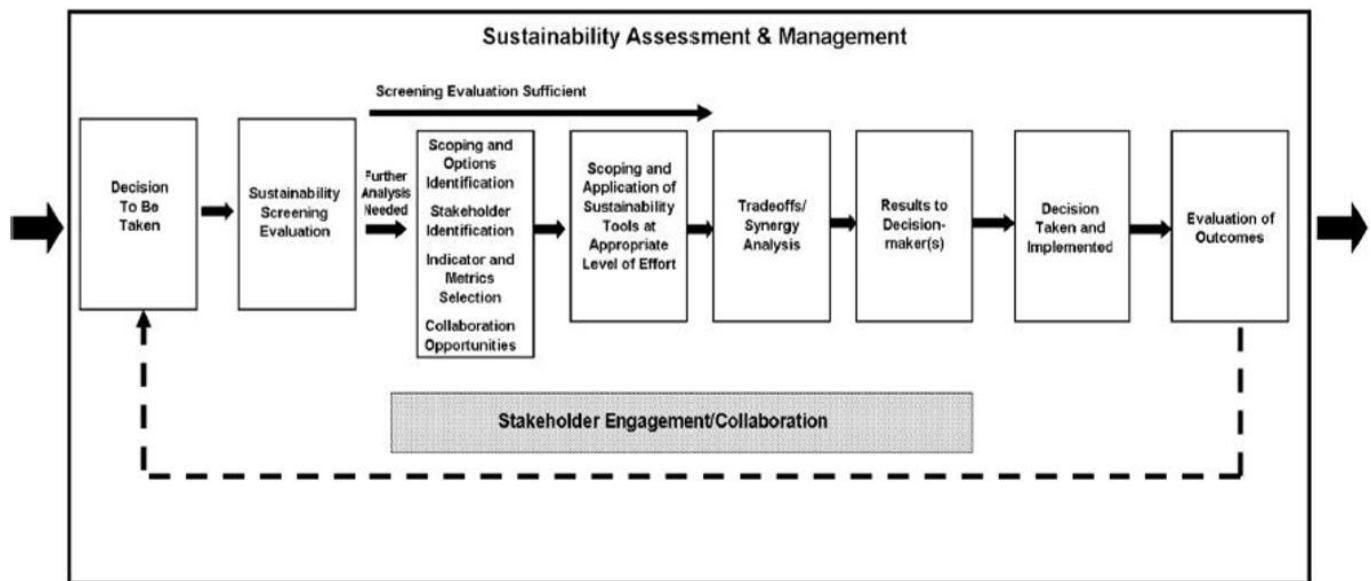 Sustainability Assessment & Management
Screening Evaluation Sufficient
Decision
To Be
Taken
Sustainability
Screening
Evaluation
Further
Analysis
Needed
Scoping and
Options
Identification
Stakeholder
Identification
Indicator and
Metrics
Selection
Collaboration
Opportunities
Scoping and
Application of
Sustainability
Tools at
Appropriate
Level of Effort
Tradeoffs/
Synergy
Analysis
Results to
Decision-
maker(s)
Decision
Taken and
Implemented
Evaluation of
Outcomes
Stakeholder Engagement/Collaboration